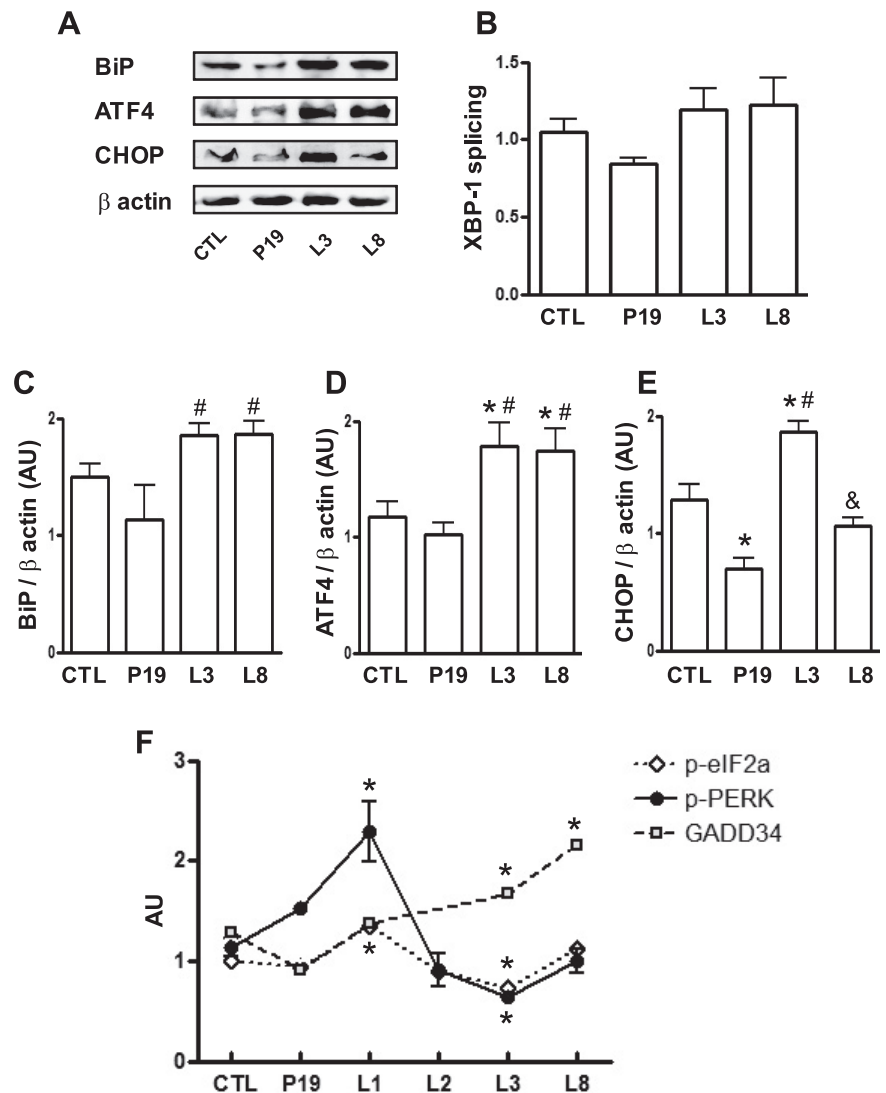 A
BiP
ATF4
CHOP
β actin
CTL P19 L3 L8
B
XBP-1 splicing
1.5
1.0
0.5
0.0
CTL P19 L3 L8
C
BiP / β actin (AU)
2
1
0
# #
CTL P19 L3 L8
D
ATF4 / β actin (AU)
2
1
0
* # * #
CTL P19 L3 L8
E
CHOP / β actin (AU)
2
1
0
* * # &
CTL P19 L3 L8
F
AU
3
2
1
0
* * * * * *
CTL P19 L1 L2 L3 L8
p-eIF2a
p-PERK
GADD34